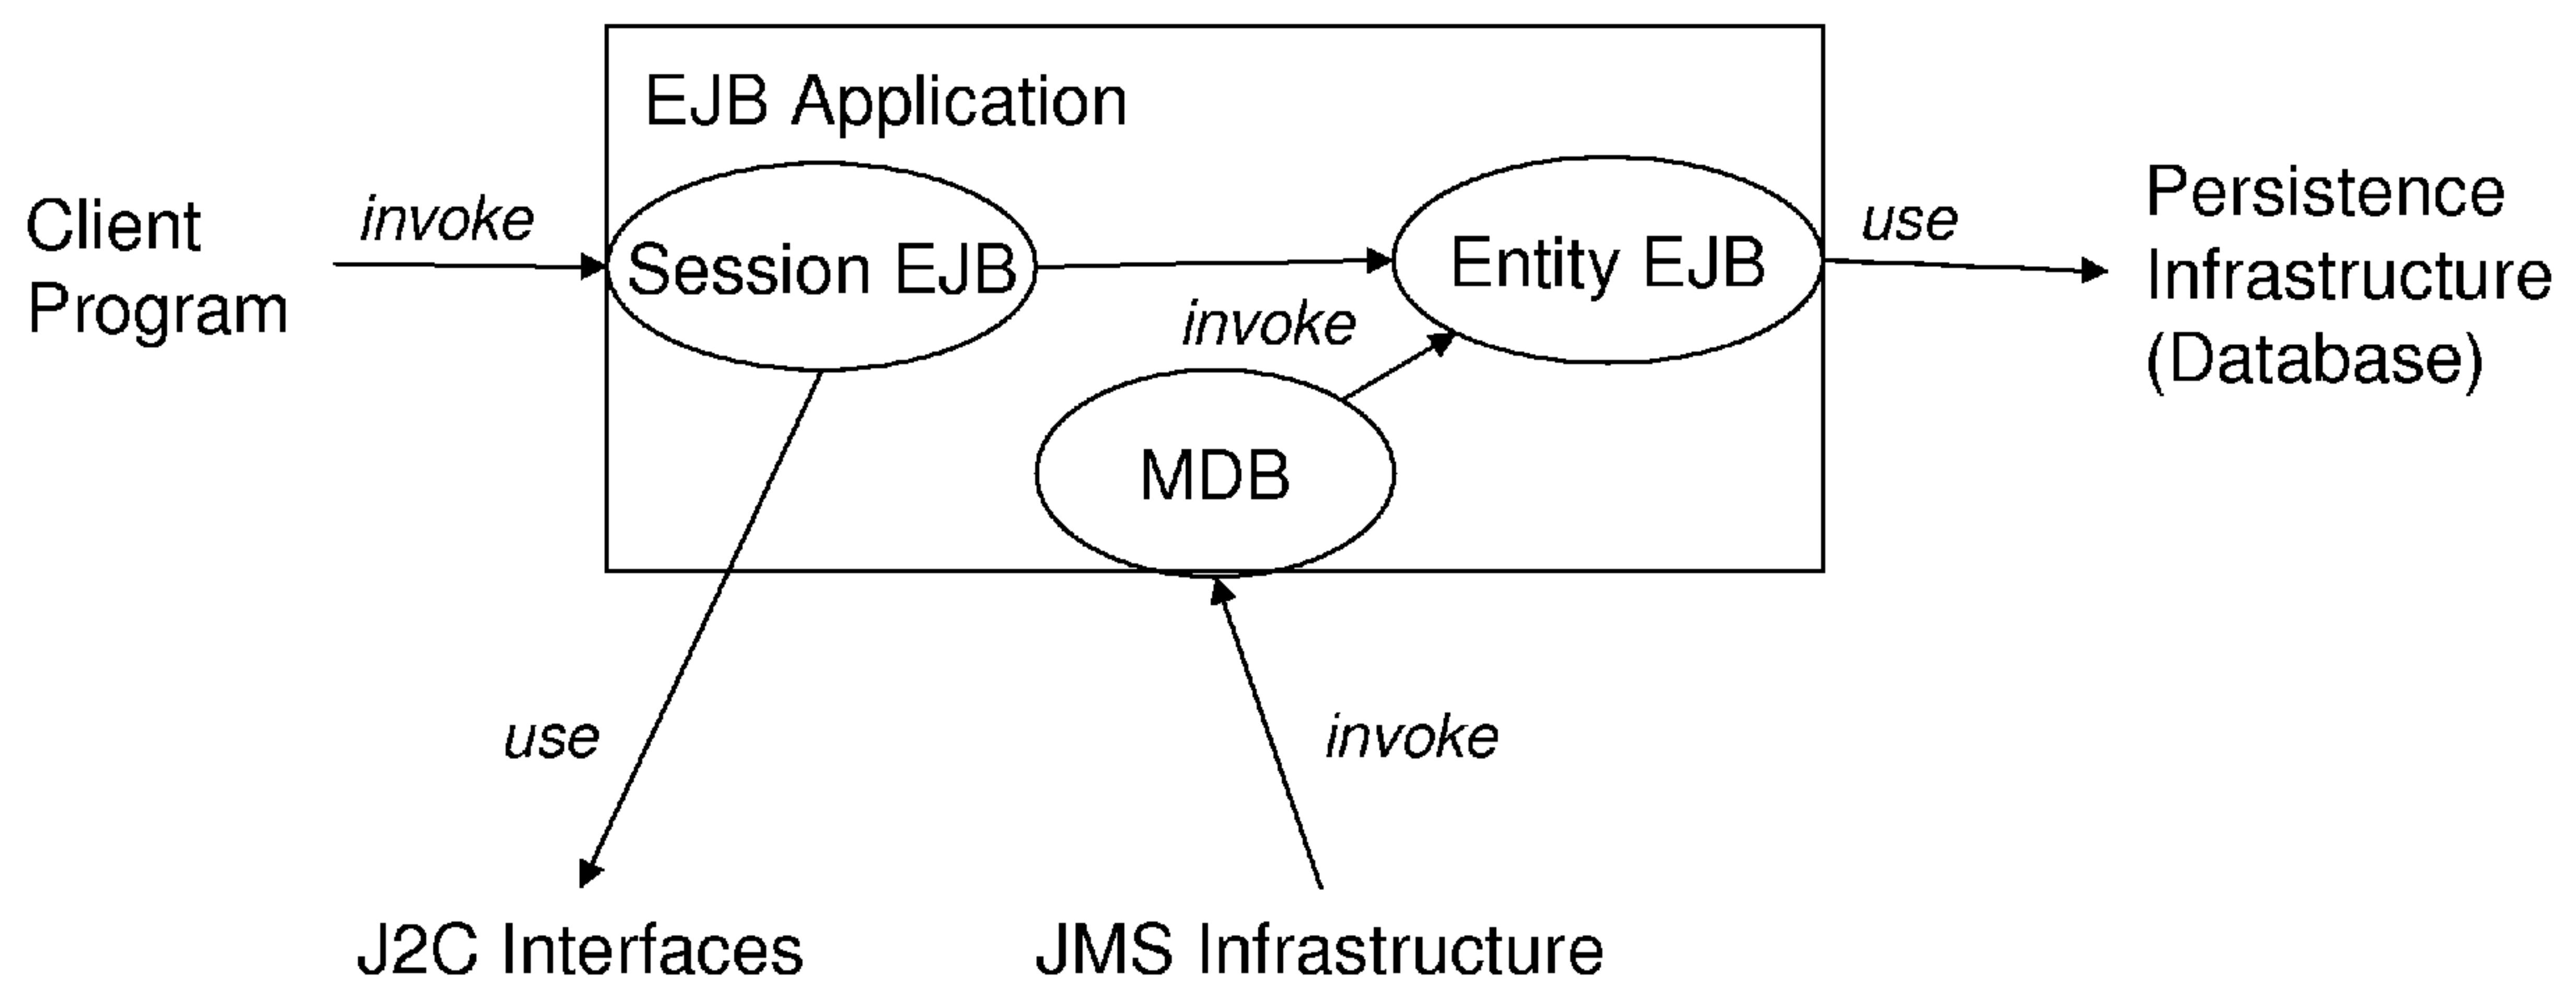 EJB Application
Client
Program
invoke
Session EJB
invoke
Entity EJB
use
Persistence
Infrastructure
(Database)
MDB
use
invoke
J2C Interfaces
JMS Infrastructure